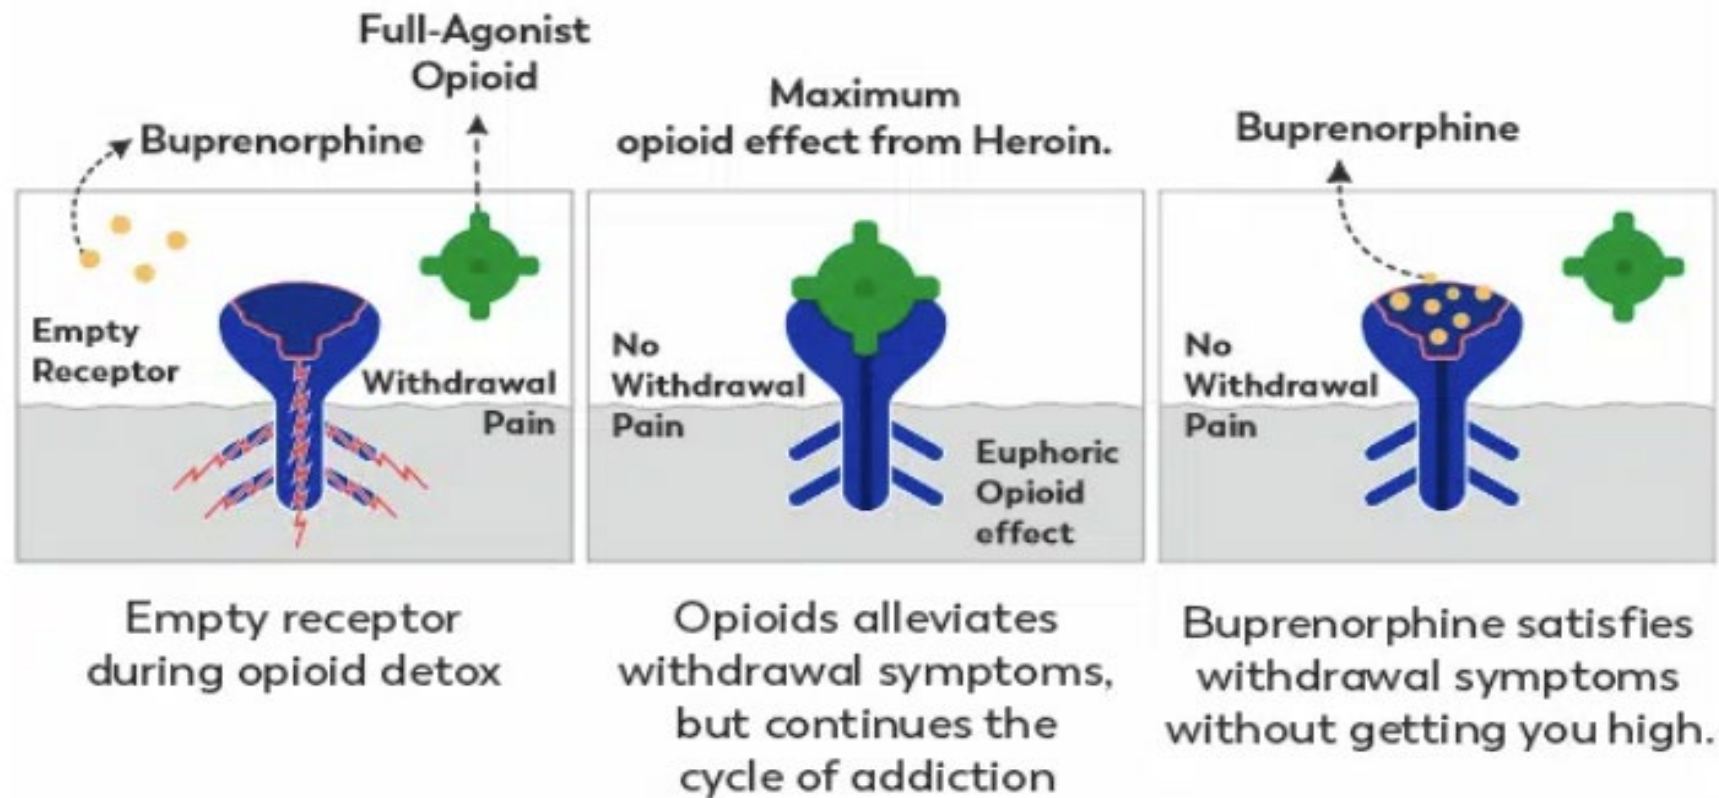 Full-Agonist
Opioid
Buprenorphine
Empty
Receptor
Withdrawal
Pain
Empty receptor
during opioid detox
Maximum
opioid effect from Heroin.
No
Withdrawal
Pain
Euphoric
Opioid
effect
Opioids alleviates
withdrawal symptoms,
but continues the
cycle of addiction
Buprenorphine
No
Withdrawal
Pain
Buprenorphine satisfies
withdrawal symptoms
without getting you high.